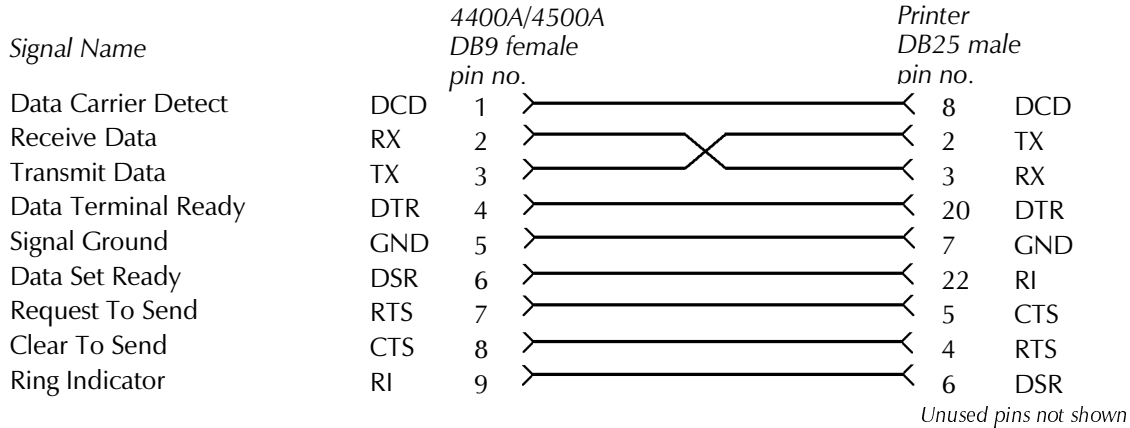 4400A/4500A Printer
Signal Name DB9 female DB25 male
pin no. pin no.
Data Carrier Detect DCD 1 8 DCD
Receive Data RX 2 2 TX
Transmit Data TX 3 3 RX
Data Terminal Ready DTR 4 20 DTR
Signal Ground GND 5 7 GND
Data Set Ready DSR 6 22 RI
Request To Send RTS 7 5 CTS
Clear To Send CTS 8 4 RTS
Ring Indicator RI 9 6 DSR
Unused pins not shown